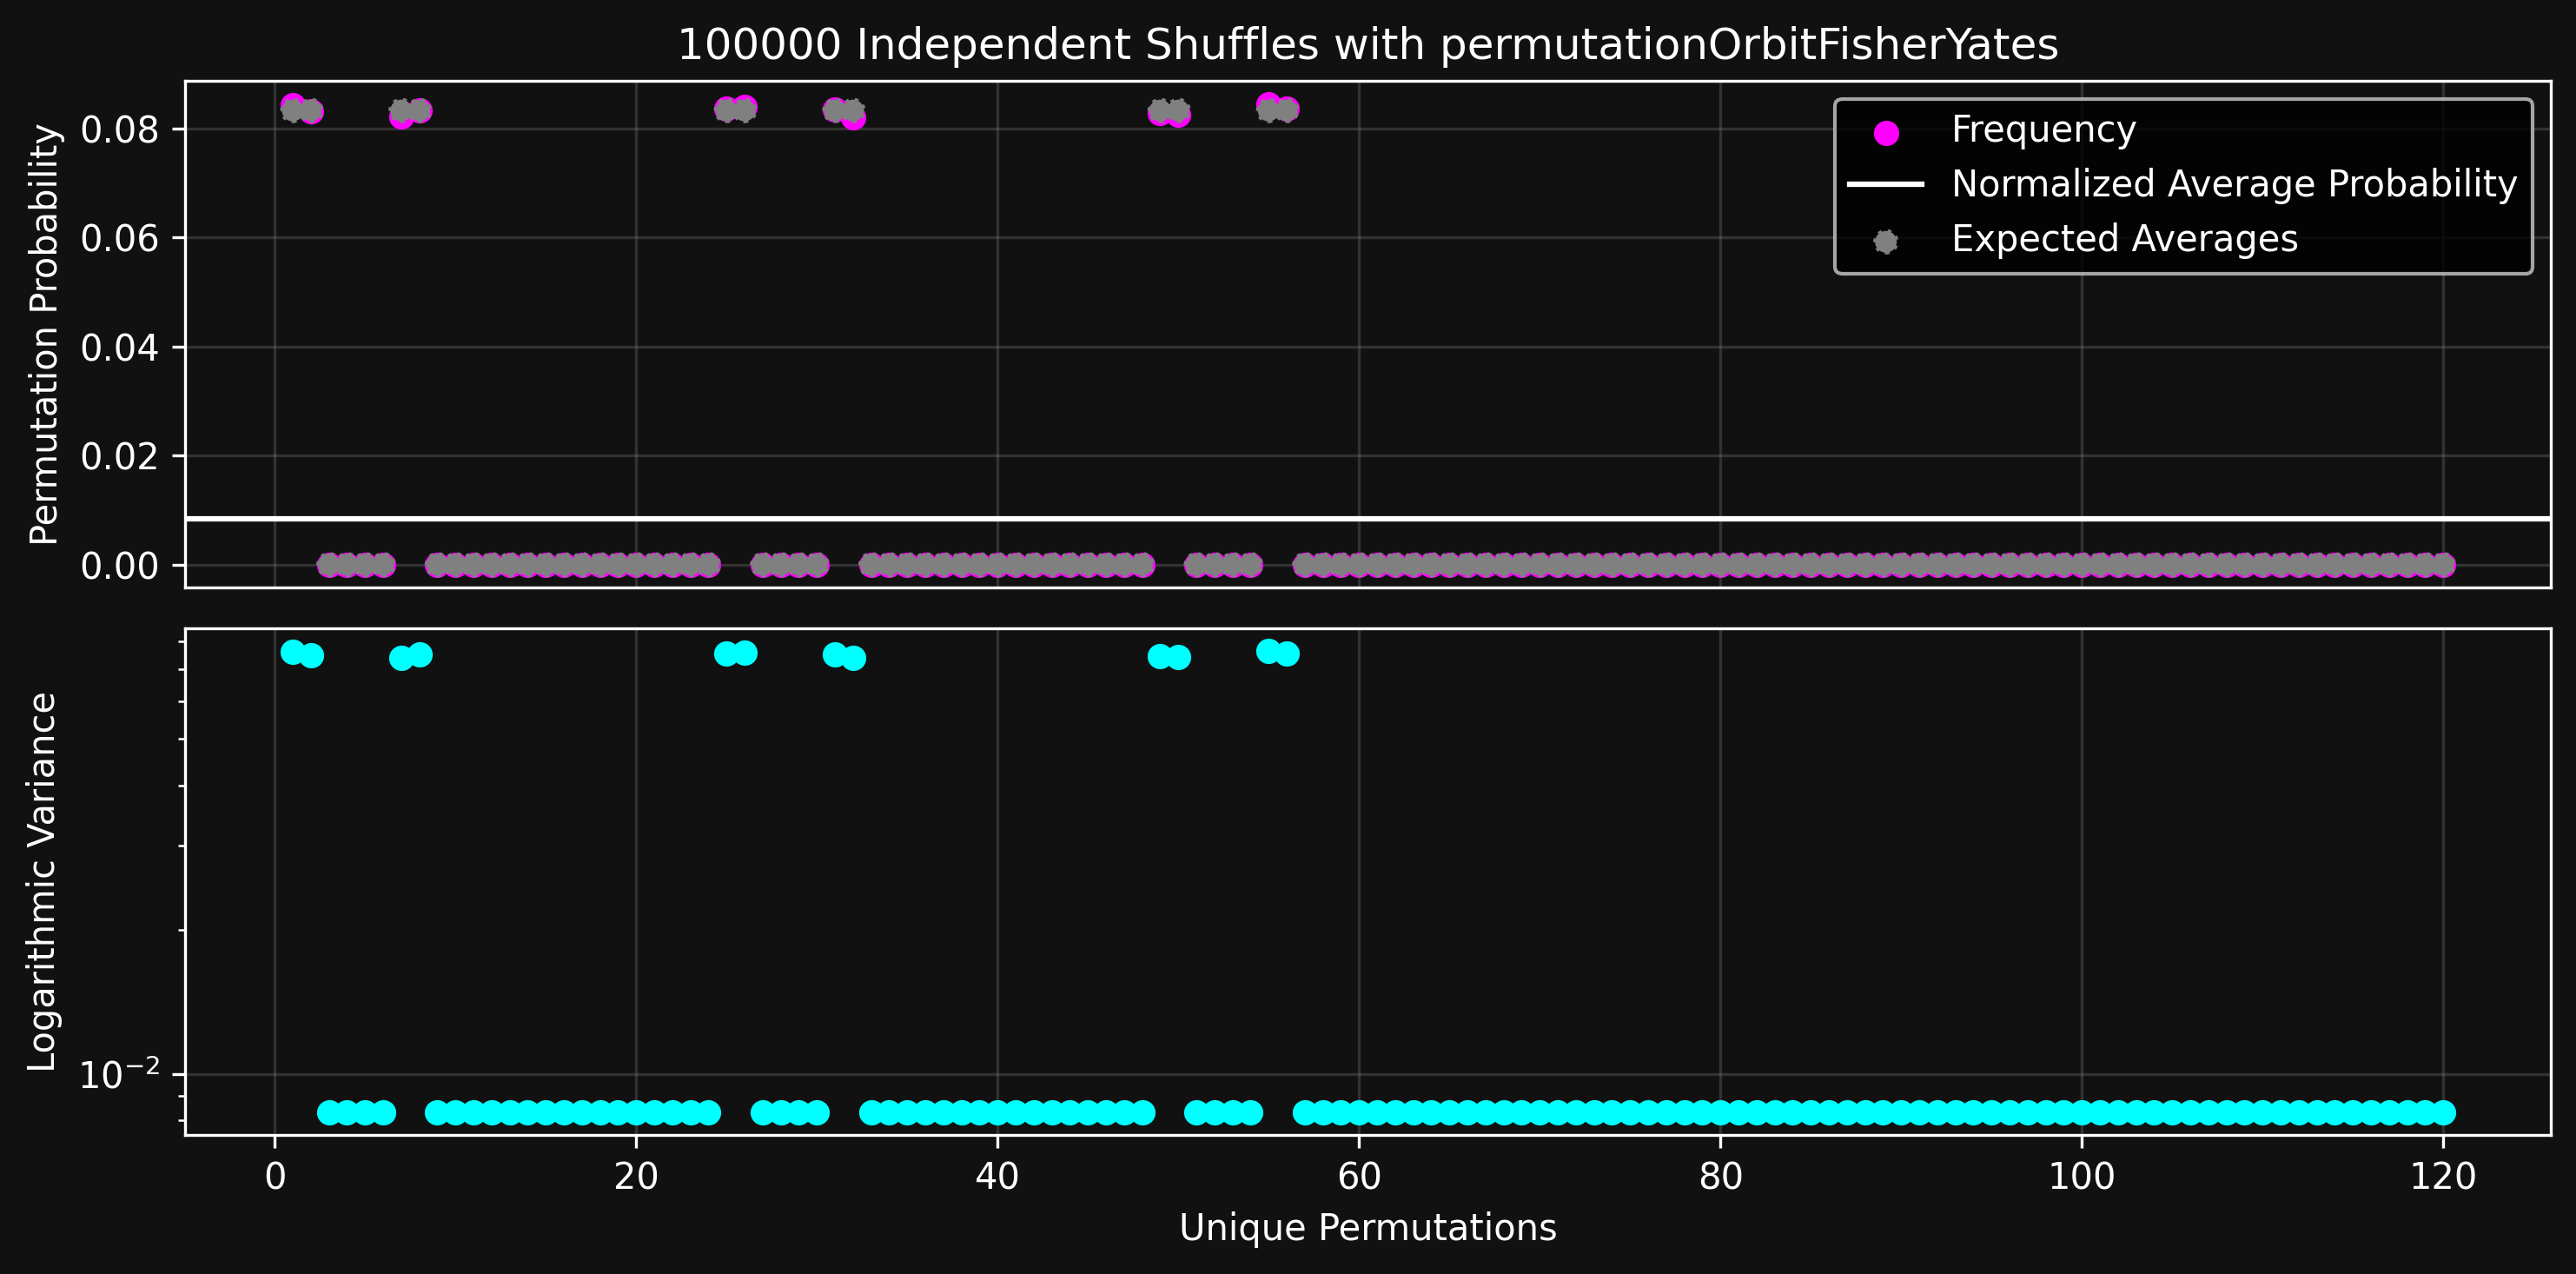 100000 Independent Shuffles with permutationOrbitFisherYates
Permutation Probability
0.08
0.06
0.04
0.02
0.00
Frequency
Normalized Average Probability
Expected Averages
Logarithmic Variance
10⁻²
0 20 40 60 80 100 120
Unique Permutations